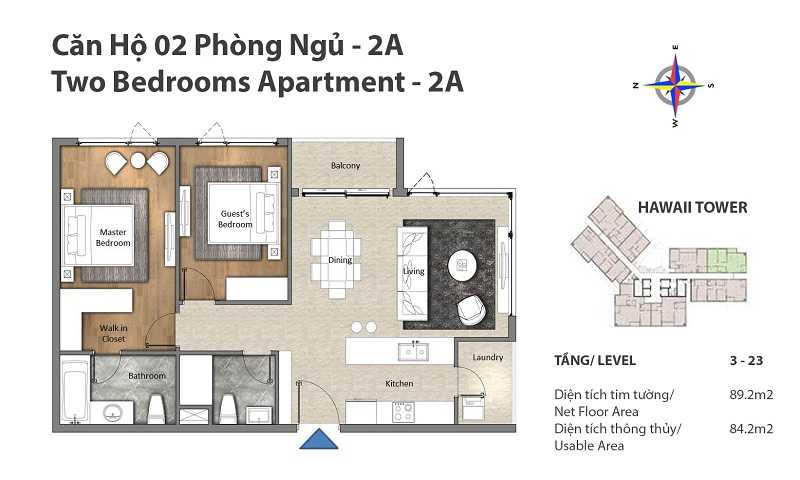 Căn Hộ 02 Phòng Ngủ - 2A
Two Bedrooms Apartment - 2A
E
N
S
W
Balcony
Guest's
Bedroom
Master
Bedroom
HAWAII TOWER
Dining
Living
Walk in
Closet
Laundry
TẦNG/ LEVEL 3 - 23
Bathroom
Kitchen
Diện tích tim tường/ 89.2m2
Net Floor Area
Diện tích thông thủy/ 84.2m2
Usable Area